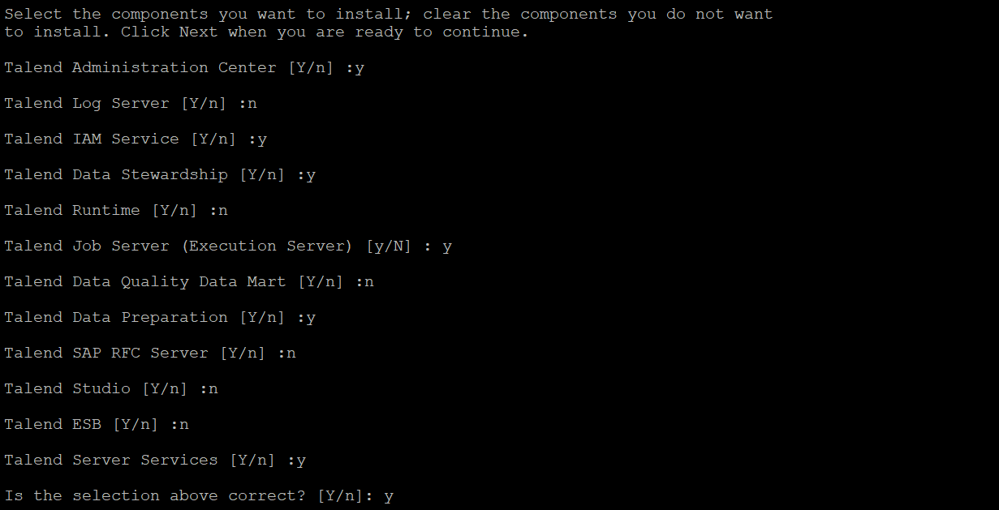 Select the components you want to install; clear the components you do not want
to install. Click Next when you are ready to continue.
Talend Administration Center [Y/n] :y
Talend Log Server [Y/n] :n
Talend IAM Service [Y/n] :y
Talend Data Stewardship [Y/n] :y
Talend Runtime [Y/n] :n
Talend Job Server (Execution Server) [y/N] : y
Talend Data Quality Data Mart [Y/n] :n
Talend Data Preparation [Y/n] :y
Talend SAP RFC Server [Y/n] :n
Talend Studio [Y/n] :n
Talend ESB [Y/n] :n
Talend Server Services [Y/n] :y
Is the selection above correct? [Y/n]: y